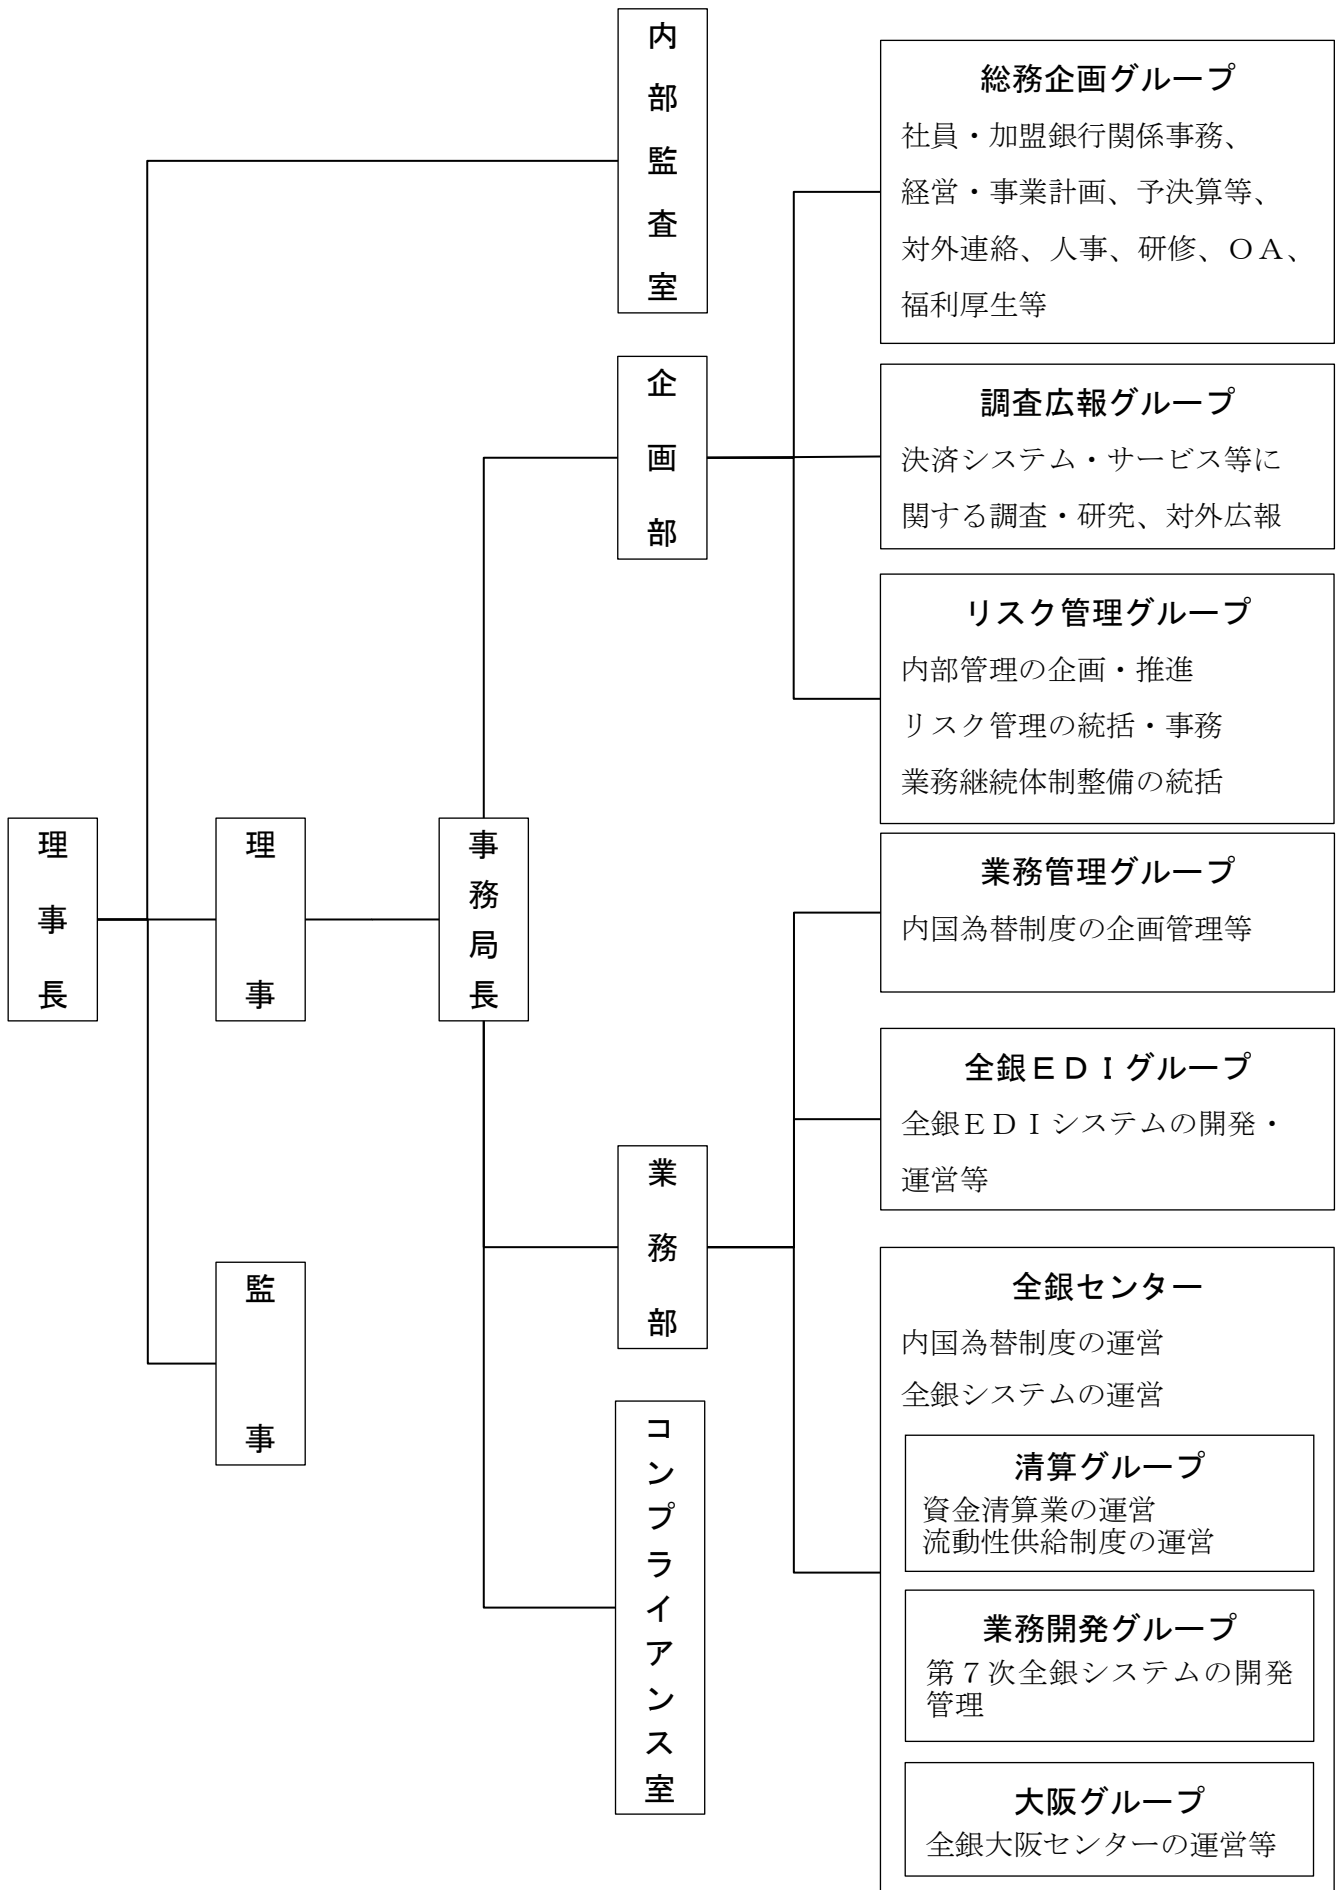 内部監査室
総務企画グループ
社員・加盟銀行関係事務、
経営・事業計画、予決算等、
対外連絡、人事、研修、ＯＡ、
福利厚生等
企画部
調査広報グループ
決済システム・サービス等に
関する調査・研究、対外広報
リスク管理グループ
内部管理の企画・推進
リスク管理の統括・事務
業務継続体制整備の統括
理事長
理事
事務局長
業務管理グループ
内国為替制度の企画管理等
全銀ＥＤＩグループ
全銀ＥＤＩシステムの開発・
運営等
業務部
監事
全銀センター
内国為替制度の運営
全銀システムの運営
コンプライアンス室
清算グループ
資金清算業の運営
流動性供給制度の運営
業務開発グループ
第７次全銀システムの開発
管理
大阪グループ
全銀大阪センターの運営等